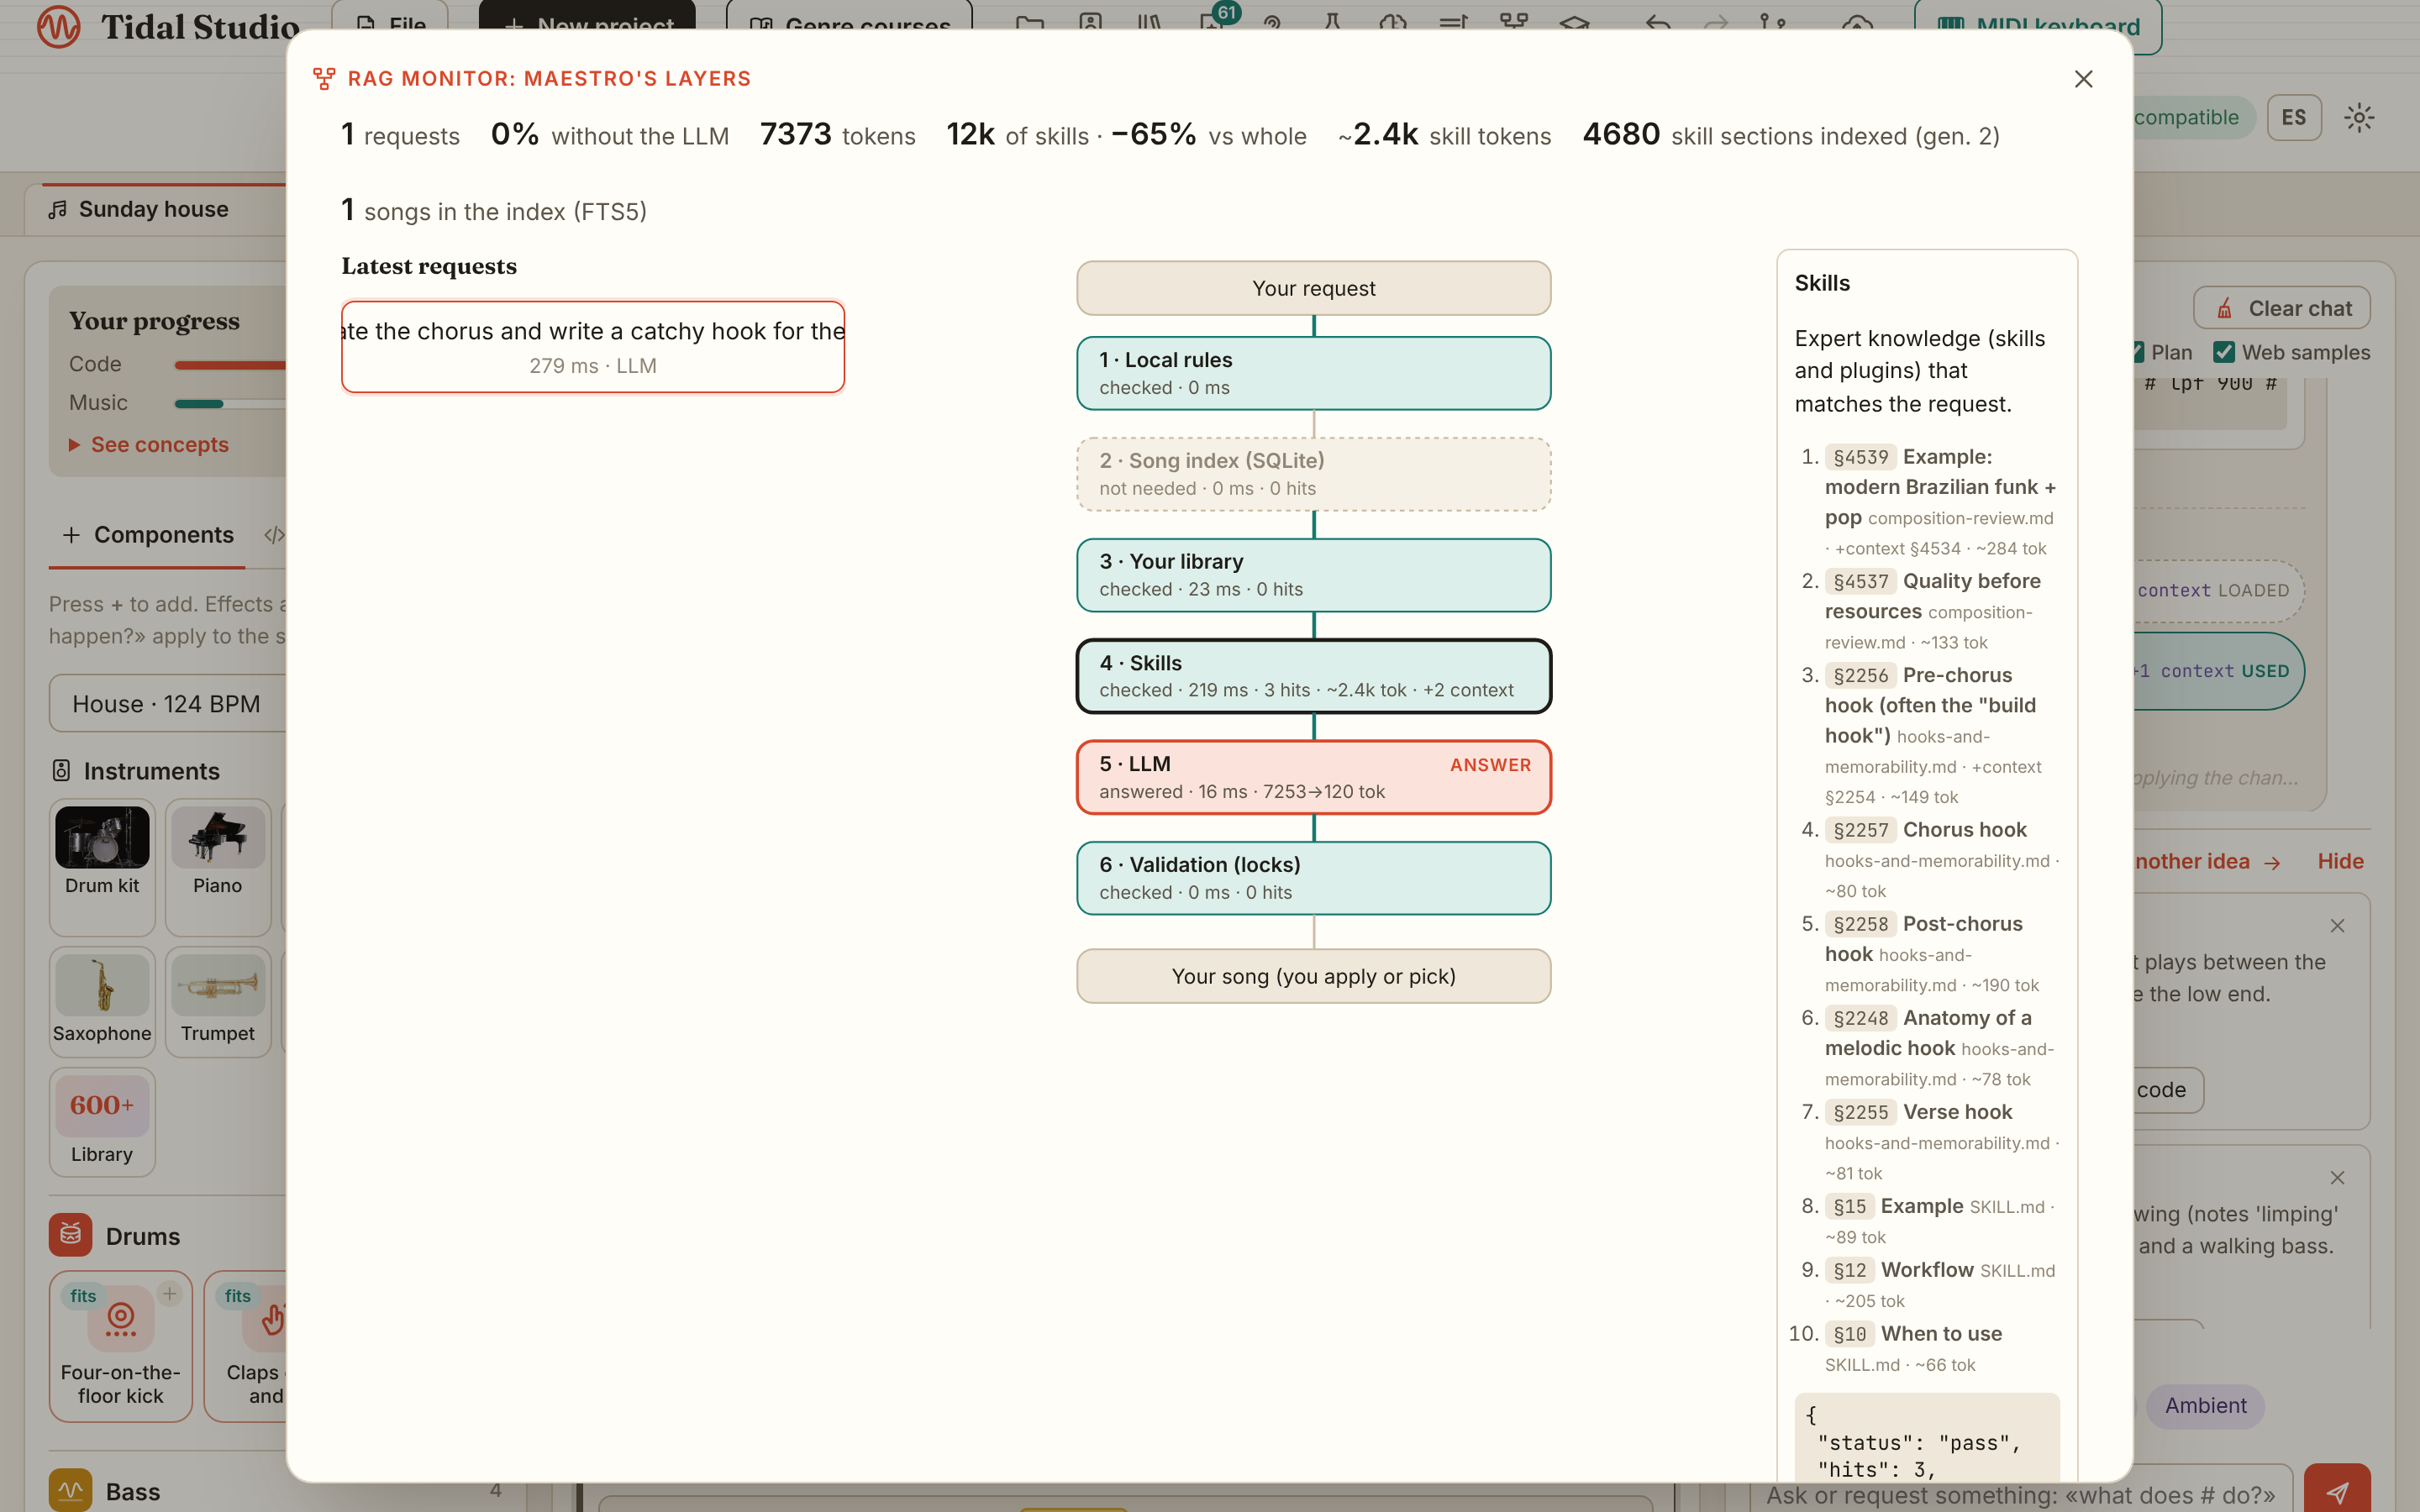 Tidal Studio
File
New project
Genre courses
61
MIDI keyboard
RAG MONITOR: MAESTRO'S LAYERS
1 requests 0% without the LLM 7373 tokens 12k of skills · −65% vs whole ~2.4k skill tokens 4680 skill sections indexed (gen. 2)
1 songs in the index (FTS5)
compatible
ES
Sunday house
Your progress
Code
Music
See concepts
Components
Press + to add. Effects
happen?» apply to the
House · 124 BPM
Instruments
Drum kit
Piano
Saxophone
Trumpet
600+
Library
Drums
fits
fits
Four-on-the-
floor kick
Claps
and
Bass
4
Latest requests
the chorus and write a catchy hook for the
279 ms · LLM
Your request
1 · Local rules
checked · 0 ms
2 · Song index (SQLite)
not needed · 0 ms · 0 hits
3 · Your library
checked · 23 ms · 0 hits
4 · Skills
checked · 219 ms · 3 hits · ~2.4k tok · +2 context
5 · LLM
ANSWER
answered · 16 ms · 7253→120 tok
6 · Validation (locks)
checked · 0 ms · 0 hits
Your song (you apply or pick)
Skills
Expert knowledge (skills
and plugins) that
matches the request.
1. §4539 Example:
modern Brazilian funk +
pop composition-review.md
· +context §4534 · ~284 tok
2. §4537 Quality before
resources composition-
review.md · ~133 tok
3. §2256 Pre-chorus
hook (often the "build
hook") hooks-and-
memorability.md · +context
§2254 · ~149 tok
4. §2257 Chorus hook
hooks-and-memorability.md ·
~80 tok
5. §2258 Post-chorus
hook hooks-and-
memorability.md · ~190 tok
6. §2248 Anatomy of a
melodic hook hooks-and-
memorability.md · ~78 tok
7. §2255 Verse hook
hooks-and-memorability.md ·
~81 tok
8. §15 Example SKILL.md ·
~89 tok
9. §12 Workflow SKILL.md
· ~205 tok
10. §10 When to use
SKILL.md · ~66 tok
{
"status": "pass",
"hits": 3,
Clear chat
Plan
Web samples
# lpf 900 #
context LOADED
+1 context USED
the chan...
another idea →
Hide
plays between the
the low end.
code
(notes 'limping'
and a walking bass.
Ambient
Ask or request something: «what does # do?»